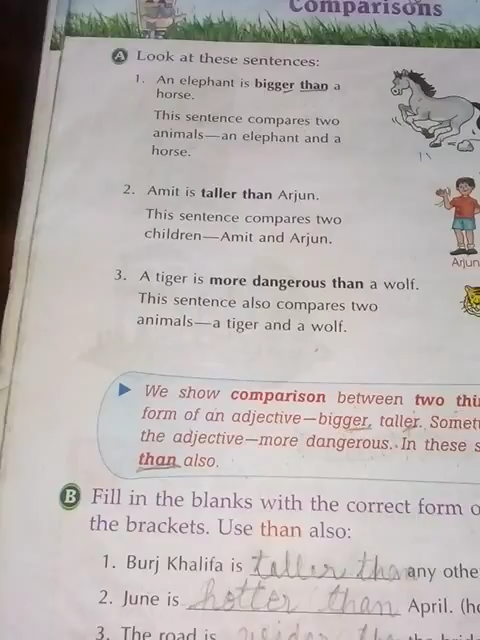 Comparisons
A Look at these sentences:
1. An elephant is bigger than a
horse.
This sentence compares two
animals—an elephant and a
horse.
2. Amit is taller than Arjun.
This sentence compares two
children—Amit and Arjun.
Arjun
3. A tiger is more dangerous than a wolf.
This sentence also compares two
animals—a tiger and a wolf.
We show comparison between two
form of an adjective—bigger, taller.
the adjective—more dangerous. In these
than also.
B Fill in the blanks with the correct form
the brackets. Use than also:
1. Burj Khalifa is taller than any
2. June is hotter than April.
3. The road is